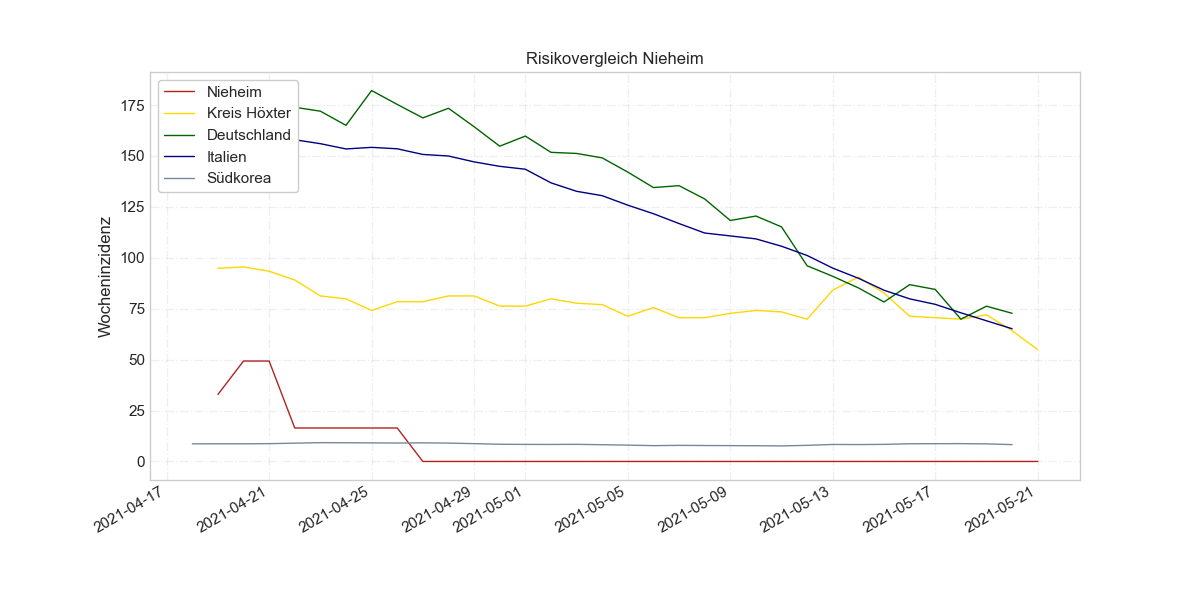 Risikovergleich Nieheim
Nieheim
Kreis Höxter
Deutschland
Italien
Südkorea
Wocheninzidenz
175
150
125
100
75
50
25
0
2021-04-17
2021-04-21
2021-04-25
2021-04-29
2021-05-01
2021-05-05
2021-05-09
2021-05-13
2021-05-17
2021-05-21